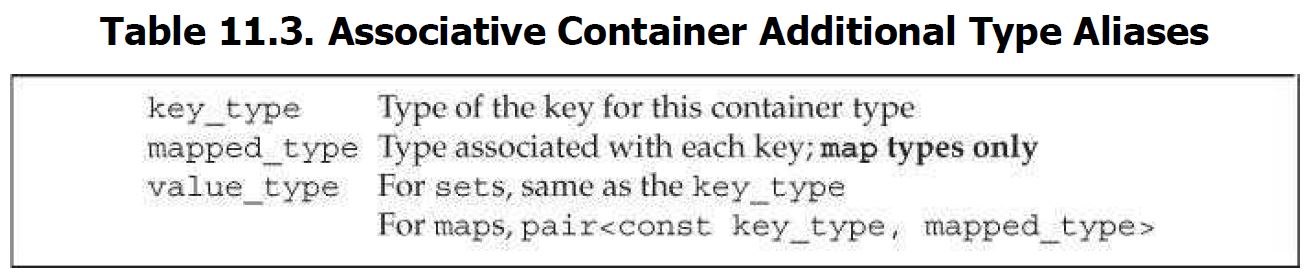 Table 11.3. Associative Container Additional Type Aliases
key_type Type of the key for this container type
mapped_type Type associated with each key; map types only
value_type For sets, same as the key_type
For maps, pair<const key_type, mapped_type>